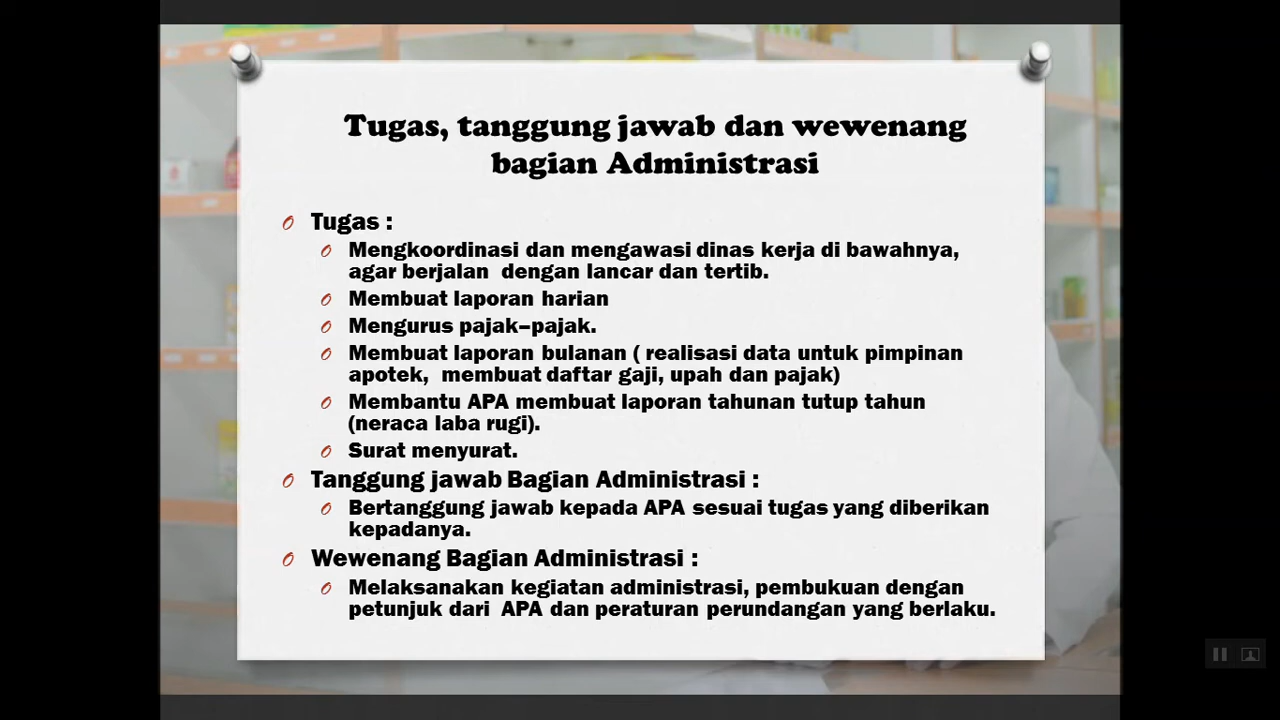 Tugas, tanggung jawab dan wewenang
bagian Administrasi
Tugas :
Mengkoordinasi dan mengawasi dinas kerja di bawahnya,
agar berjalan dengan lancar dan tertib.
Membuat laporan harian
Mengurus pajak–pajak.
Membuat laporan bulanan ( realisasi data untuk pimpinan
apotek, membuat daftar gaji, upah dan pajak)
Membantu APA membuat laporan tahunan tutup tahun
(neraca laba rugi).
Surat menyurat.
Tanggung jawab Bagian Administrasi :
Bertanggung jawab kepada APA sesuai tugas yang diberikan
kepadanya.
Wewenang Bagian Administrasi :
Melaksanakan kegiatan administrasi, pembukuan dengan
petunjuk dari APA dan peraturan perundangan yang berlaku.